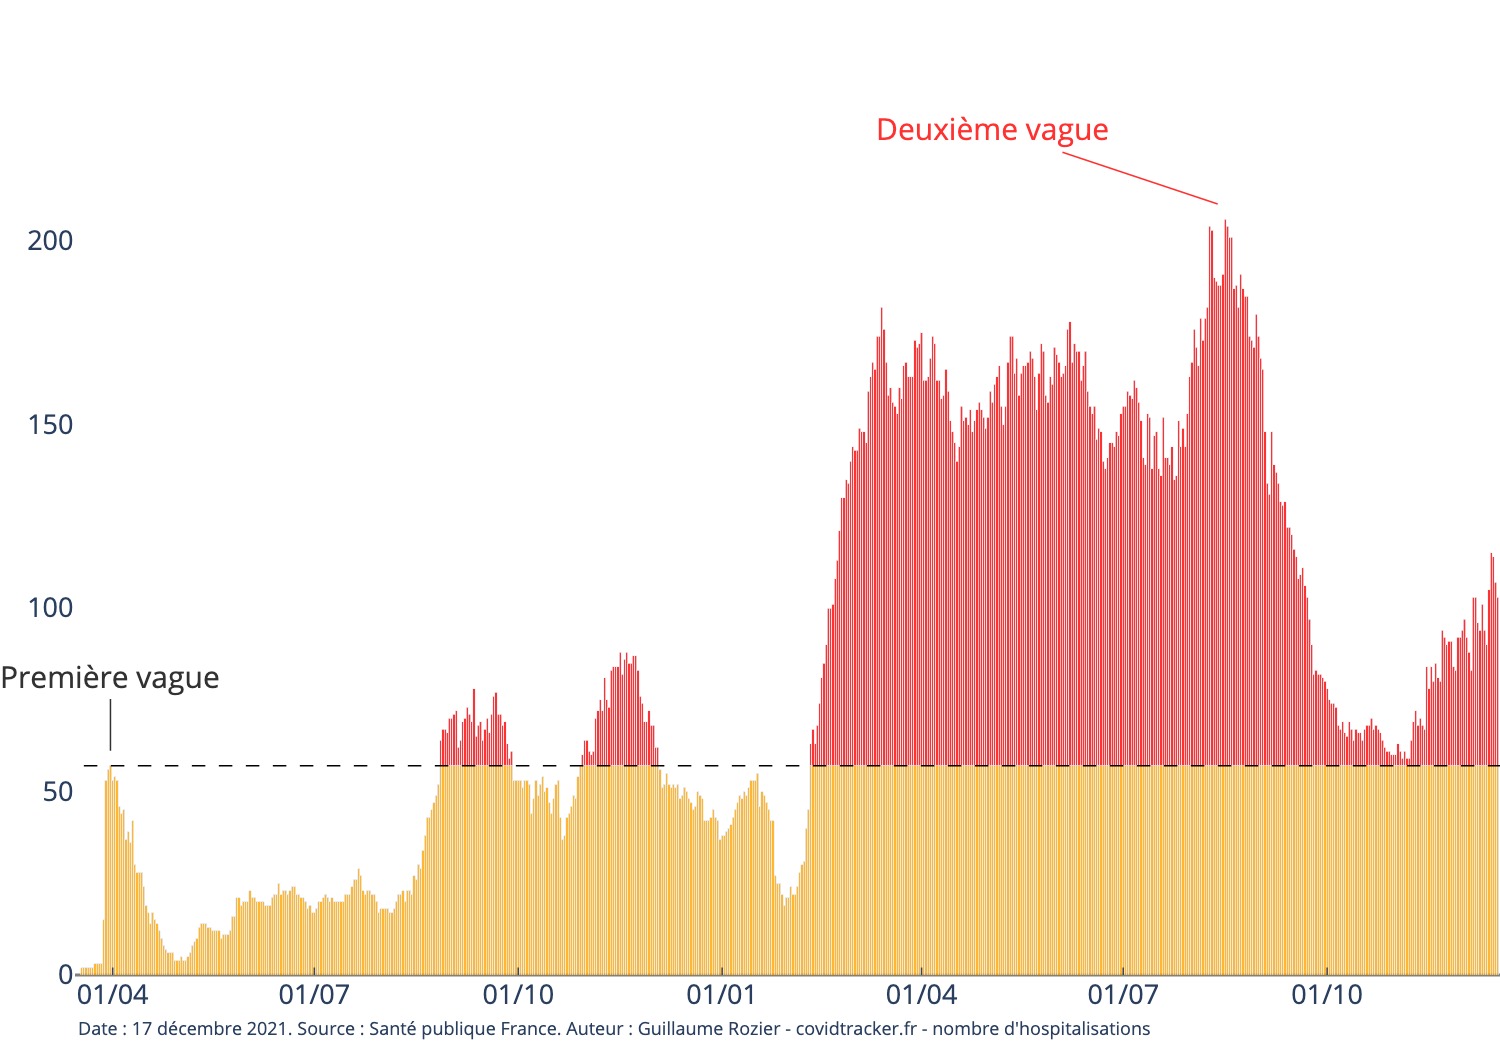 Deuxième vague
200
150
100
Première vague
50
0
01/04 01/07 01/10 01/01 01/04 01/07 01/10
Date : 17 décembre 2021. Source : Santé publique France. Auteur : Guillaume Rozier - covidtracker.fr - nombre d'hospitalisations